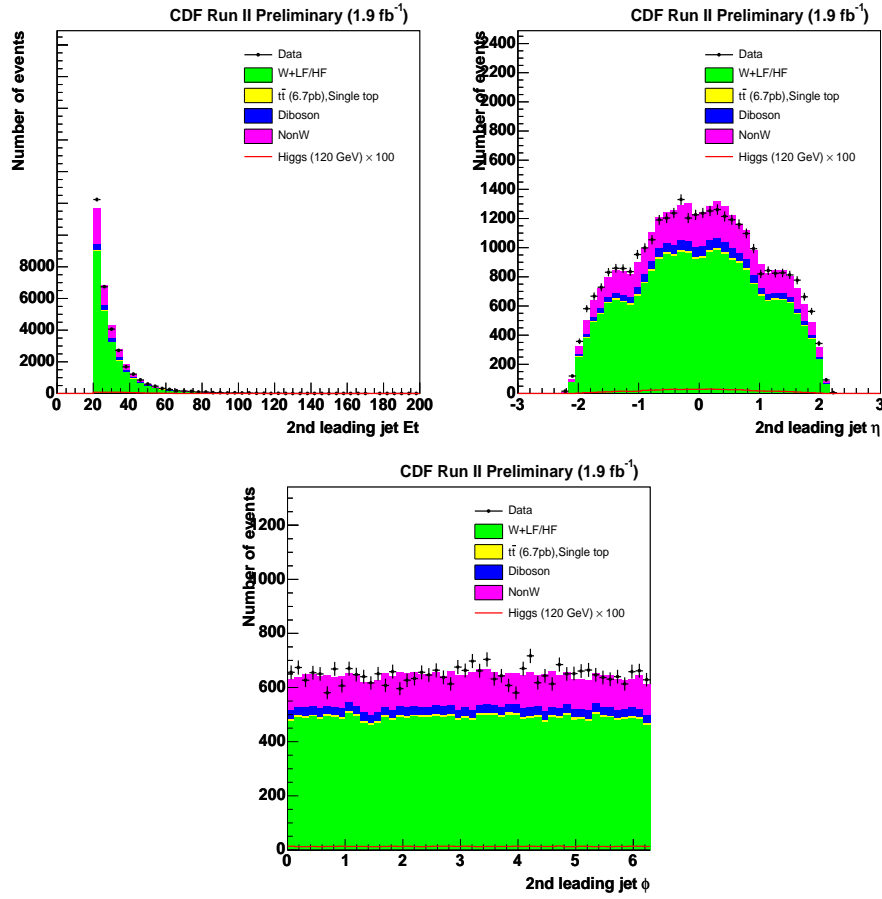 CDF Run II Preliminary (1.9 fb⁻¹)
Number of events
Data
W+LF/HF
tt̄ (6.7pb),Single top
Diboson
NonW
Higgs (120 GeV) × 100
8000
6000
4000
2000
0
0 20 40 60 80 100 120 140 160 180 200
2nd leading jet Et
CDF Run II Preliminary (1.9 fb⁻¹)
Number of events
Data
W+LF/HF
tt̄ (6.7pb),Single top
Diboson
NonW
Higgs (120 GeV) × 100
2400
2200
2000
1800
1600
1400
1200
1000
800
600
400
200
0
-3 -2 -1 0 1 2 3
2nd leading jet η
CDF Run II Preliminary (1.9 fb⁻¹)
Number of events
Data
W+LF/HF
tt̄ (6.7pb),Single top
Diboson
NonW
Higgs (120 GeV) × 100
1200
1000
800
600
400
200
0
0 1 2 3 4 5 6
2nd leading jet ϕ